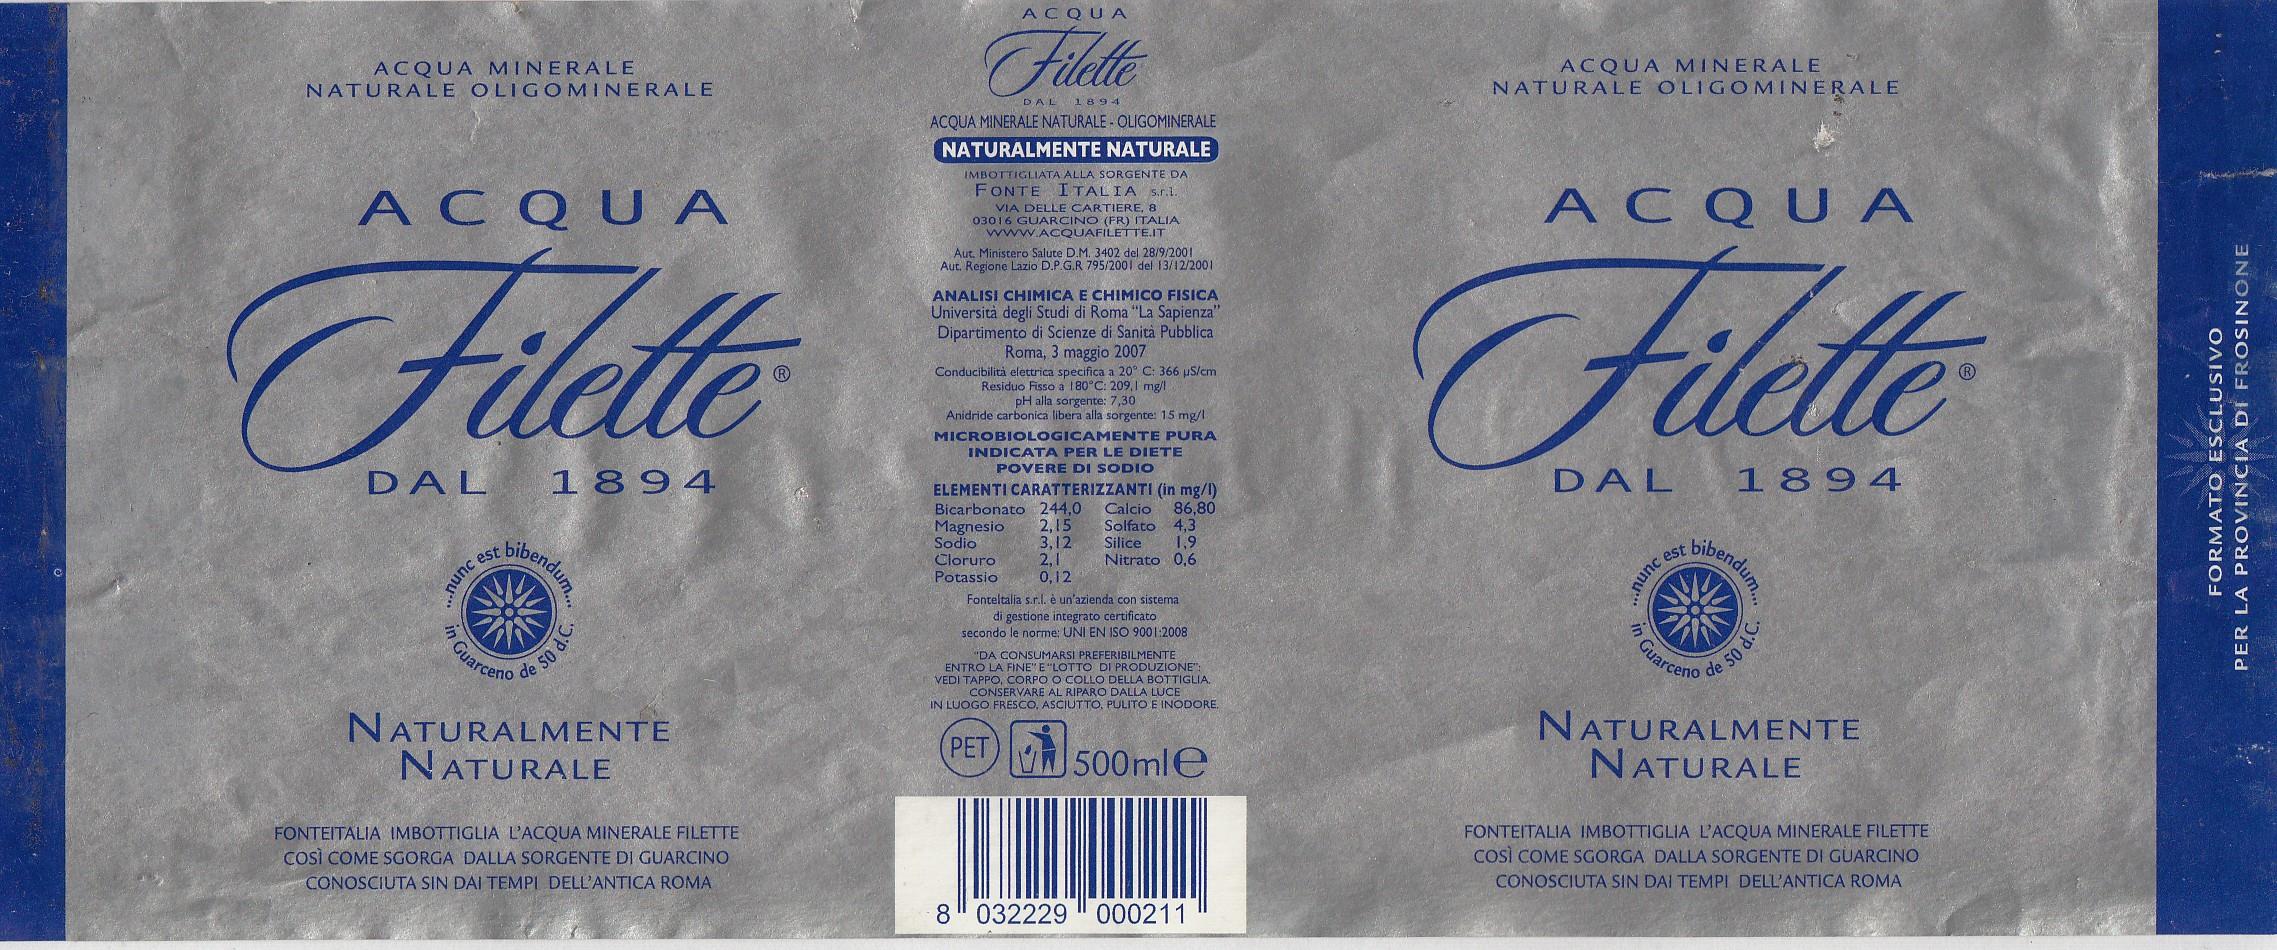 ACQUA MINERALE
NATURALE OLIGOMINERALE
ACQUA
Filette®
DAL 1894
...nunc est bibendum...
in Guarceno de 50 d.C.
NATURALMENTE
NATURALE
FONTEITALIA IMBOTTIGLIA L'ACQUA MINERALE FILETTE
COSÌ COME SGORGA DALLA SORGENTE DI GUARCINO
CONOSCIUTA SIN DAI TEMPI DELL'ANTICA ROMA
ACQUA
Filette
DAL 1894
ACQUA MINERALE NATURALE - OLIGOMINERALE
NATURALMENTE NATURALE
IMBOTTIGLIATA ALLA SORGENTE DA
FONTE ITALIA s.r.l.
VIA DELLE CARTIERE, 8
03016 GUARCINO (FR) ITALIA
WWW.ACQUAFILETTE.IT
Aut. Ministero Salute D.M. 3402 del 28/9/2001
Aut. Regione Lazio D.P.G.R 795/2001 del 13/12/2001
ANALISI CHIMICA E CHIMICO FISICA
Università degli Studi di Roma "La Sapienza"
Dipartimento di Scienze di Sanità Pubblica
Roma, 3 maggio 2007
Conducibilità elettrica specifica a 20° C: 366 µS/cm
Residuo Fisso a 180°C: 209,1 mg/l
pH alla sorgente: 7,30
Anidride carbonica libera alla sorgente: 15 mg/l
MICROBIOLOGICAMENTE PURA
INDICATA PER LE DIETE
POVERE DI SODIO
ELEMENTI CARATTERIZZANTI (in mg/l)
Bicarbonato 244,0 Calcio 86,80
Magnesio 2,15 Solfato 4,3
Sodio 3,12 Silice 1,9
Cloruro 2,1 Nitrato 0,6
Potassio 0,12
FonteItalia s.r.l. è un'azienda con sistema
di gestione integrato certificato
secondo le norme: UNI EN ISO 9001:2008
"DA CONSUMARSI PREFERIBILMENTE
ENTRO LA FINE" E "LOTTO DI PRODUZIONE":
VEDI TAPPO, CORPO O COLLO DELLA BOTTIGLIA.
CONSERVARE AL RIPARO DALLA LUCE
IN LUOGO FRESCO, ASCIUTTO, PULITO E INODORE.
PET 500ml e
8 032229 000211
ACQUA MINERALE
NATURALE OLIGOMINERALE
ACQUA
Filette®
DAL 1894
...nunc est bibendum...
in Guarceno de 50 d.C.
NATURALMENTE
NATURALE
FONTEITALIA IMBOTTIGLIA L'ACQUA MINERALE FILETTE
COSÌ COME SGORGA DALLA SORGENTE DI GUARCINO
CONOSCIUTA SIN DAI TEMPI DELL'ANTICA ROMA
FORMATO ESCLUSIVO
PER LA PROVINCIA DI FROSINONE